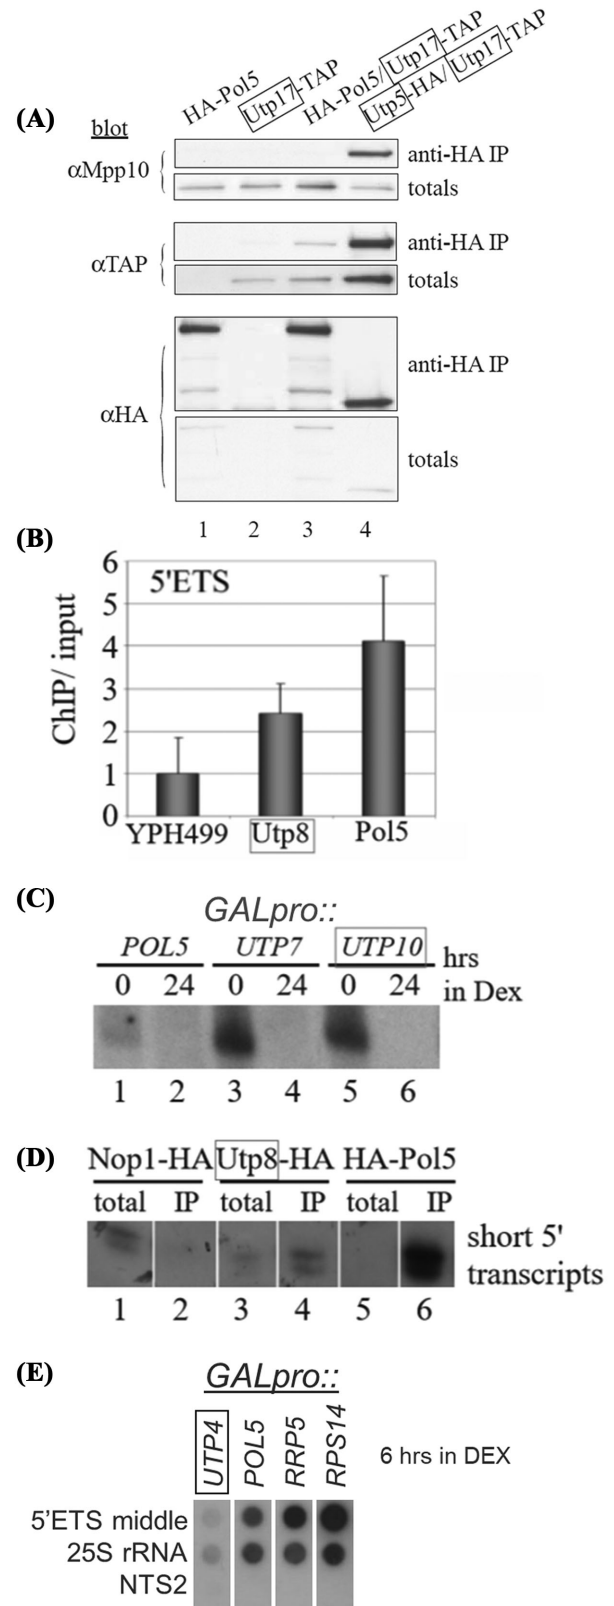 (A)
blot
HA-Pol5
Utp17-TAP
HA-Pol5/Utp17-TAP
Utp5-HA/Utp17-TAP
αMpp10
anti-HA IP
totals
αTAP
anti-HA IP
totals
αHA
anti-HA IP
totals
1 2 3 4
(B)
5'ETS
ChIP/ input
6
5
4
3
2
1
0
YPH499 Utp8 Pol5
(C)
GALpro::
POL5 UTP7 UTP10
hrs
0 24 0 24 0 24
in Dex
1 2 3 4 5 6
(D)
Nop1-HA Utp8-HA HA-Pol5
total IP total IP total IP
short 5'
transcripts
1 2 3 4 5 6
(E)
GALpro::
UTP4 POL5 RRP5 RPS14
6 hrs in DEX
5'ETS middle
25S rRNA
NTS2